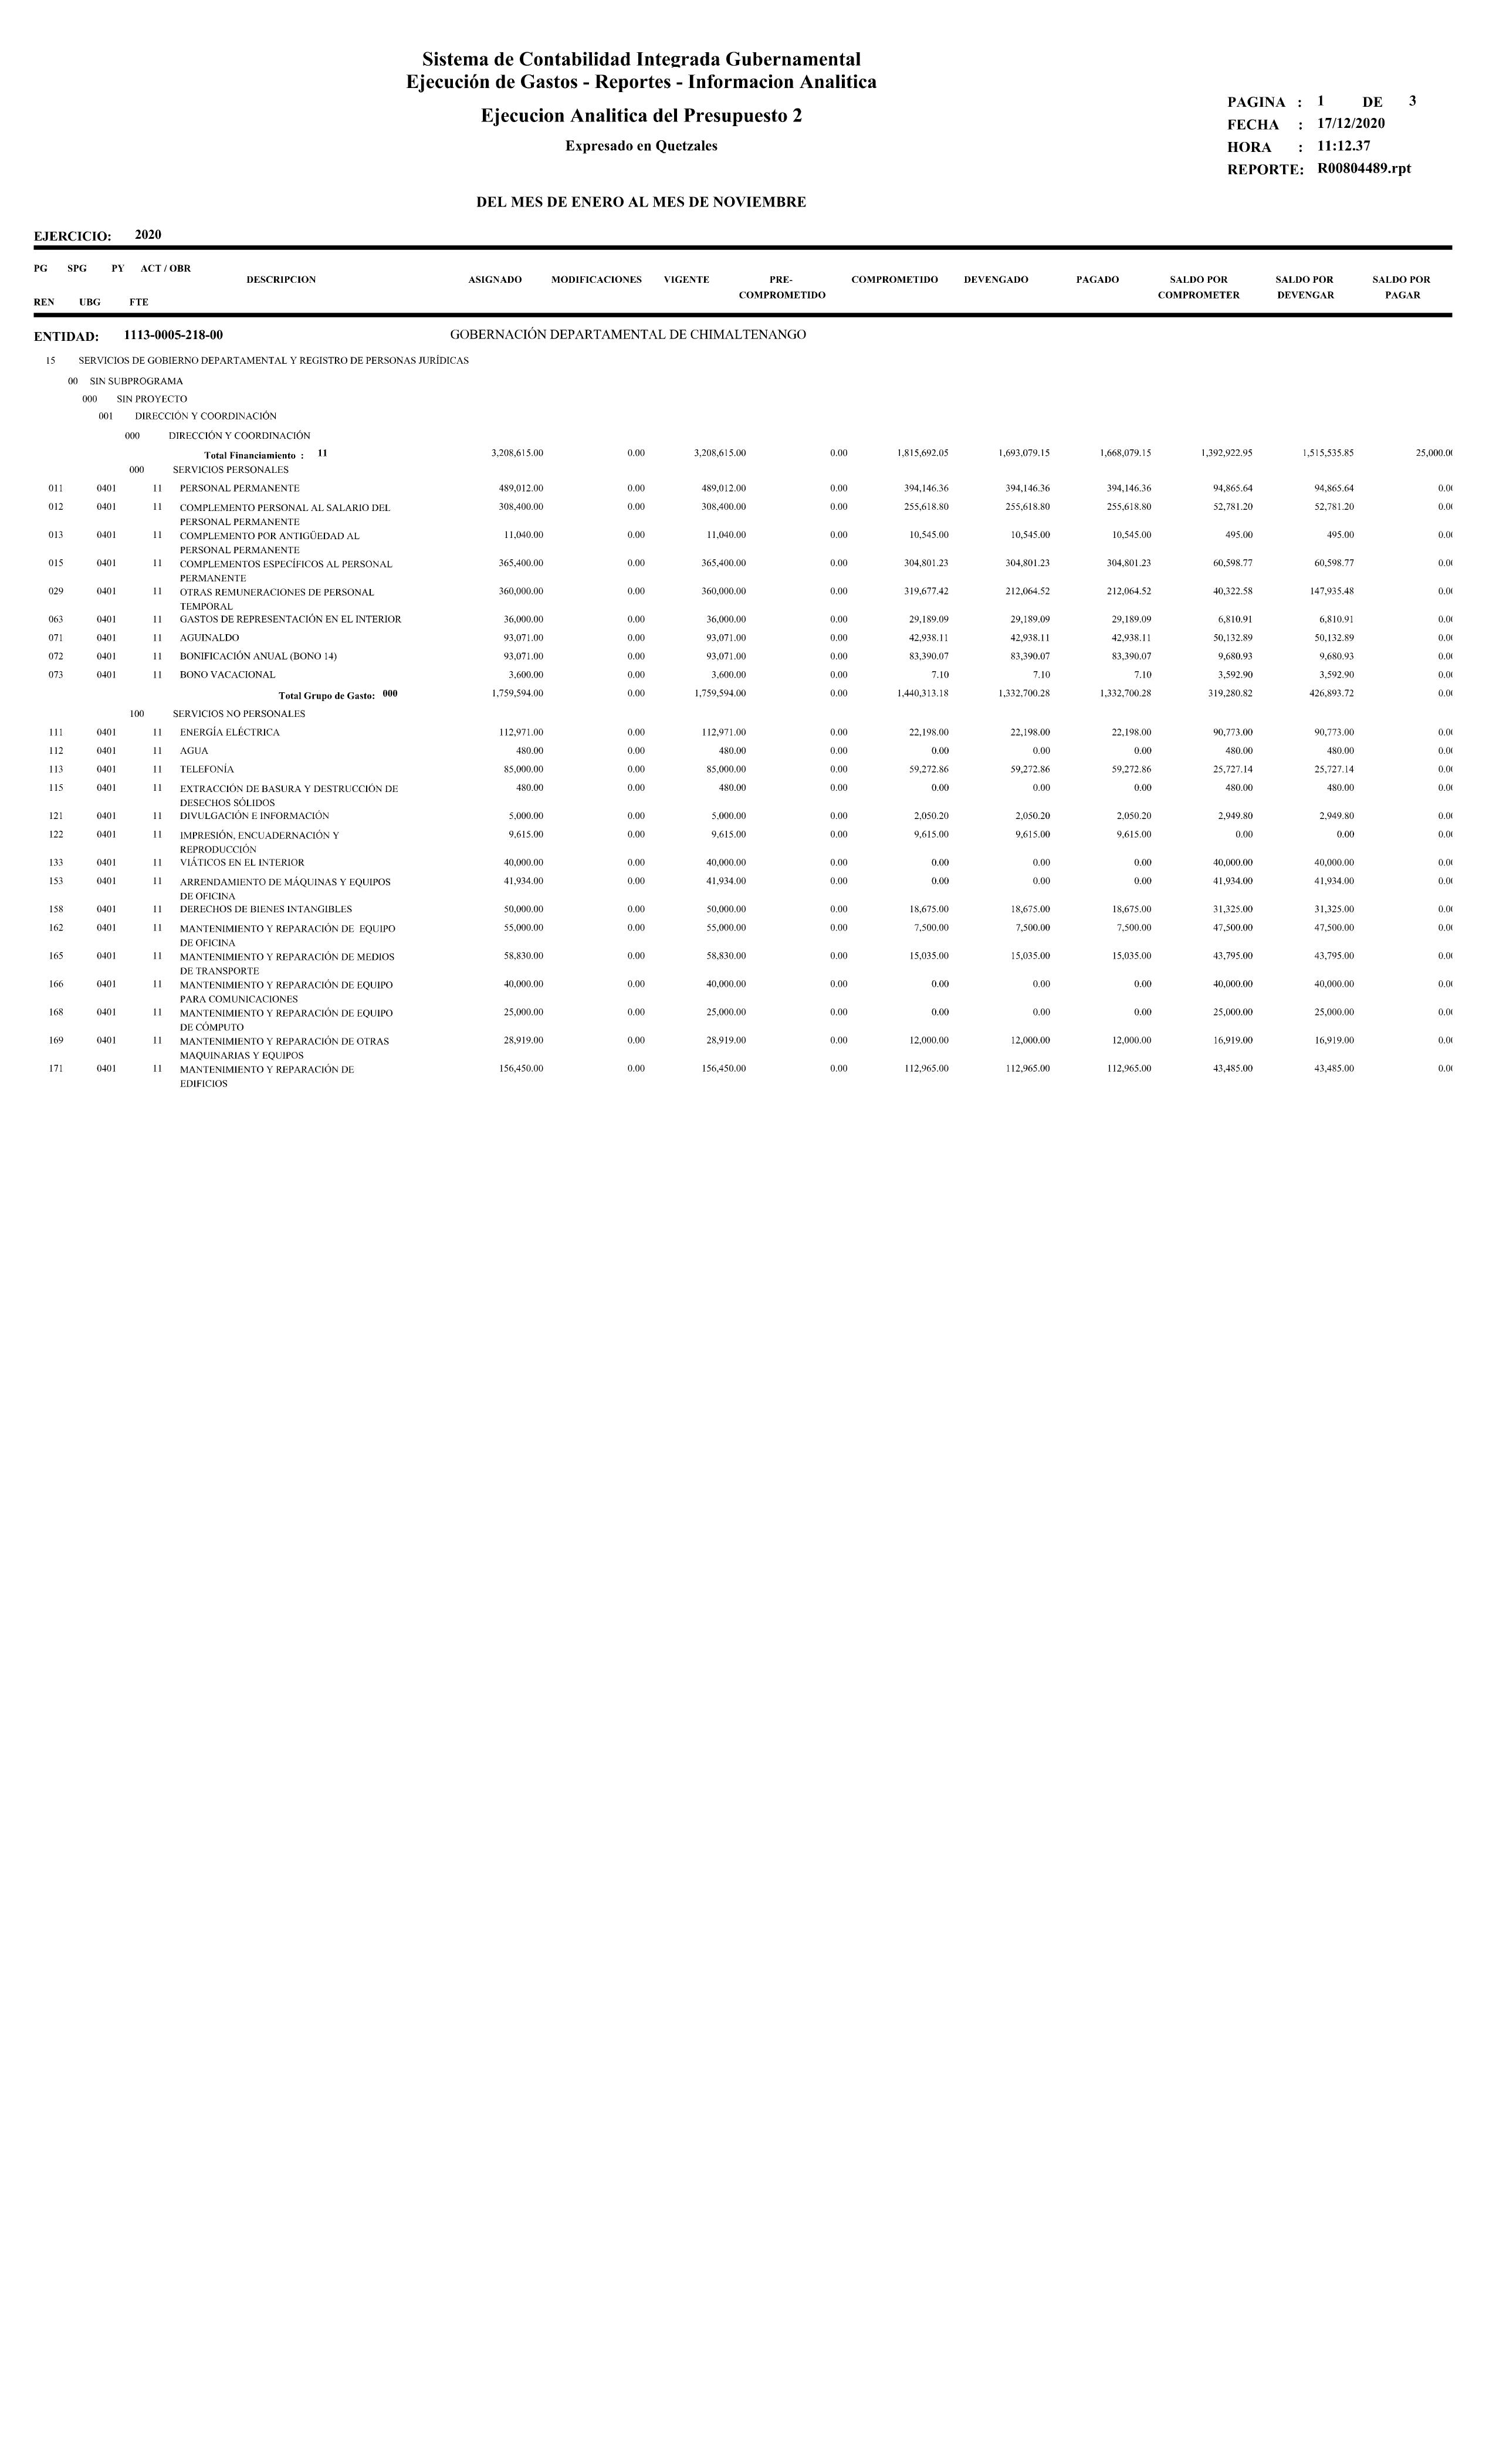 Sistema de Contabilidad Integrada Gubernamental
Ejecución de Gastos - Reportes - Informacion Analitica
Ejecucion Analitica del Presupuesto 2
Expresado en Quetzales
DEL MES DE ENERO AL MES DE NOVIEMBRE
PAGINA : 1 DE 3
FECHA : 17/12/2020
HORA : 11:12.37
REPORTE: R00804489.rpt
EJERCICIO: 2020
PG SPG PY ACT / OBR
DESCRIPCION ASIGNADO MODIFICACIONES VIGENTE PRE- COMPROMETIDO DEVENGADO PAGADO SALDO POR SALDO POR SALDO POR
COMPROMETIDO COMPROMETER DEVENGAR PAGAR
REN UBG FTE
ENTIDAD: 1113-0005-218-00 GOBERNACIÓN DEPARTAMENTAL DE CHIMALTENANGO
15 SERVICIOS DE GOBIERNO DEPARTAMENTAL Y REGISTRO DE PERSONAS JURÍDICAS
00 SIN SUBPROGRAMA
000 SIN PROYECTO
001 DIRECCIÓN Y COORDINACIÓN
000 DIRECCIÓN Y COORDINACIÓN
Total Financiamiento : 11 3,208,615.00 0.00 3,208,615.00 0.00 1,815,692.05 1,693,079.15 1,668,079.15 1,392,922.95 1,515,535.85 25,000.0
000 SERVICIOS PERSONALES
011 0401 11 PERSONAL PERMANENTE 489,012.00 0.00 489,012.00 0.00 394,146.36 394,146.36 394,146.36 94,865.64 94,865.64 0.0
012 0401 11 COMPLEMENTO PERSONAL AL SALARIO DEL 308,400.00 0.00 308,400.00 0.00 255,618.80 255,618.80 255,618.80 52,781.20 52,781.20 0.0
PERSONAL PERMANENTE
013 0401 11 COMPLEMENTO POR ANTIGÜEDAD AL 11,040.00 0.00 11,040.00 0.00 10,545.00 10,545.00 10,545.00 495.00 495.00 0.0
PERSONAL PERMANENTE
015 0401 11 COMPLEMENTOS ESPECÍFICOS AL PERSONAL 365,400.00 0.00 365,400.00 0.00 304,801.23 304,801.23 304,801.23 60,598.77 60,598.77 0.0
PERMANENTE
029 0401 11 OTRAS REMUNERACIONES DE PERSONAL 360,000.00 0.00 360,000.00 0.00 319,677.42 212,064.52 212,064.52 40,322.58 147,935.48 0.0
TEMPORAL
063 0401 11 GASTOS DE REPRESENTACIÓN EN EL INTERIOR 36,000.00 0.00 36,000.00 0.00 29,189.09 29,189.09 29,189.09 6,810.91 6,810.91 0.0
071 0401 11 AGUINALDO 93,071.00 0.00 93,071.00 0.00 42,938.11 42,938.11 42,938.11 50,132.89 50,132.89 0.0
072 0401 11 BONIFICACIÓN ANUAL (BONO 14) 93,071.00 0.00 93,071.00 0.00 83,390.07 83,390.07 83,390.07 9,680.93 9,680.93 0.0
073 0401 11 BONO VACACIONAL 3,600.00 0.00 3,600.00 0.00 7.10 7.10 7.10 3,592.90 3,592.90 0.0
Total Grupo de Gasto: 000 1,759,594.00 0.00 1,759,594.00 0.00 1,440,313.18 1,332,700.28 1,332,700.28 319,280.82 426,893.72 0.0
100 SERVICIOS NO PERSONALES
111 0401 11 ENERGÍA ELÉCTRICA 112,971.00 0.00 112,971.00 0.00 22,198.00 22,198.00 22,198.00 90,773.00 90,773.00 0.0
112 0401 11 AGUA 480.00 0.00 480.00 0.00 0.00 0.00 0.00 480.00 480.00 0.0
113 0401 11 TELEFONÍA 85,000.00 0.00 85,000.00 0.00 59,272.86 59,272.86 59,272.86 25,727.14 25,727.14 0.0
115 0401 11 EXTRACCIÓN DE BASURA Y DESTRUCCIÓN DE 480.00 0.00 480.00 0.00 0.00 0.00 0.00 480.00 480.00 0.0
DESECHOS SÓLIDOS
121 0401 11 DIVULGACIÓN E INFORMACIÓN 5,000.00 0.00 5,000.00 0.00 2,050.20 2,050.20 2,050.20 2,949.80 2,949.80 0.0
122 0401 11 IMPRESIÓN, ENCUADERNACIÓN Y 9,615.00 0.00 9,615.00 0.00 9,615.00 9,615.00 9,615.00 0.00 0.00 0.0
REPRODUCCIÓN
133 0401 11 VIÁTICOS EN EL INTERIOR 40,000.00 0.00 40,000.00 0.00 0.00 0.00 0.00 40,000.00 40,000.00 0.0
153 0401 11 ARRENDAMIENTO DE MÁQUINAS Y EQUIPOS 41,934.00 0.00 41,934.00 0.00 0.00 0.00 0.00 41,934.00 41,934.00 0.0
DE OFICINA
158 0401 11 DERECHOS DE BIENES INTANGIBLES 50,000.00 0.00 50,000.00 0.00 18,675.00 18,675.00 18,675.00 31,325.00 31,325.00 0.0
162 0401 11 MANTENIMIENTO Y REPARACIÓN DE EQUIPO 55,000.00 0.00 55,000.00 0.00 7,500.00 7,500.00 7,500.00 47,500.00 47,500.00 0.0
DE OFICINA
165 0401 11 MANTENIMIENTO Y REPARACIÓN DE MEDIOS 58,830.00 0.00 58,830.00 0.00 15,035.00 15,035.00 15,035.00 43,795.00 43,795.00 0.0
DE TRANSPORTE
166 0401 11 MANTENIMIENTO Y REPARACIÓN DE EQUIPO 40,000.00 0.00 40,000.00 0.00 0.00 0.00 0.00 40,000.00 40,000.00 0.0
PARA COMUNICACIONES
168 0401 11 MANTENIMIENTO Y REPARACIÓN DE EQUIPO 25,000.00 0.00 25,000.00 0.00 0.00 0.00 0.00 25,000.00 25,000.00 0.0
DE CÓMPUTO
169 0401 11 MANTENIMIENTO Y REPARACIÓN DE OTRAS 28,919.00 0.00 28,919.00 0.00 12,000.00 12,000.00 12,000.00 16,919.00 16,919.00 0.0
MAQUINARIAS Y EQUIPOS
171 0401 11 MANTENIMIENTO Y REPARACIÓN DE 156,450.00 0.00 156,450.00 0.00 112,965.00 112,965.00 112,965.00 43,485.00 43,485.00 0.0
EDIFICIOS